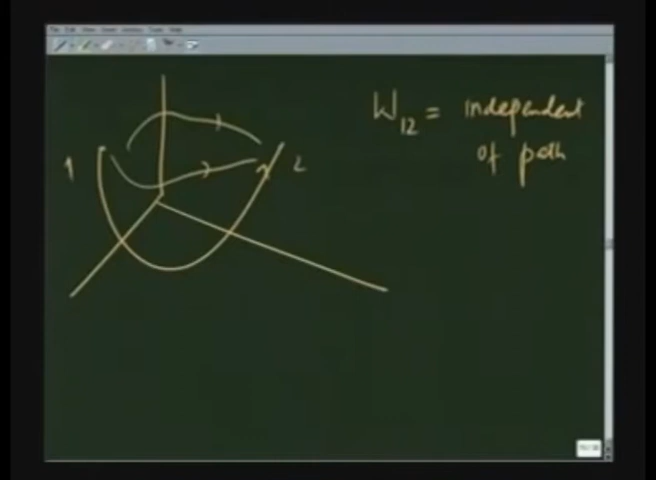 W12 = independent
of path
1
2